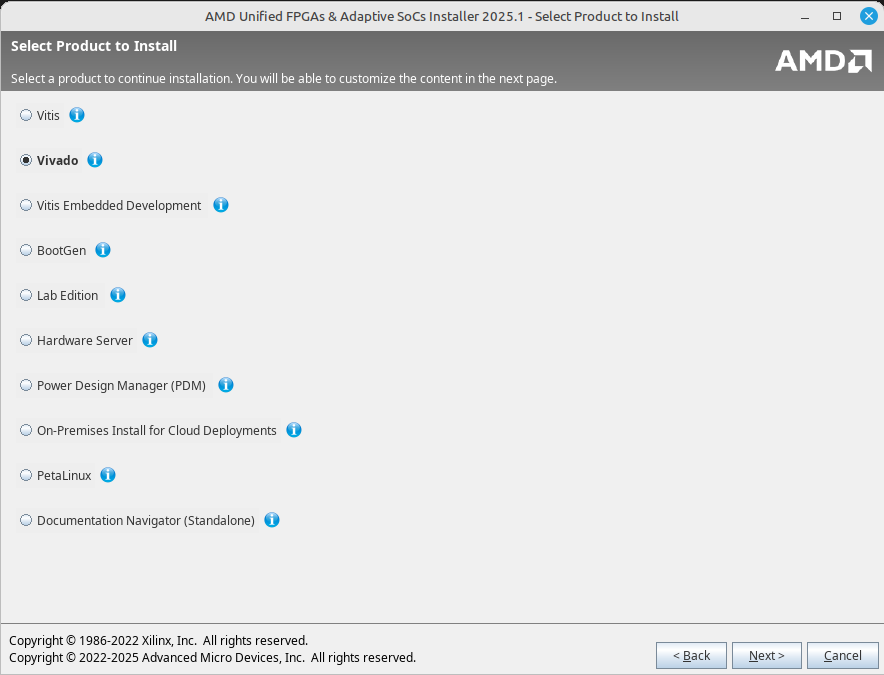 AMD Unified FPGAs & Adaptive SoCs Installer 2025.1 - Select Product to Install
Select Product to Install
Select a product to continue installation. You will be able to customize the content in the next page.
AMD
Vitis
Vivado
Vitis Embedded Development
BootGen
Lab Edition
Hardware Server
Power Design Manager (PDM)
On-Premises Install for Cloud Deployments
PetaLinux
Documentation Navigator (Standalone)
Copyright © 1986-2022 Xilinx, Inc.  All rights reserved.
Copyright © 2022-2025 Advanced Micro Devices, Inc.  All rights reserved.
< Back Next > Cancel